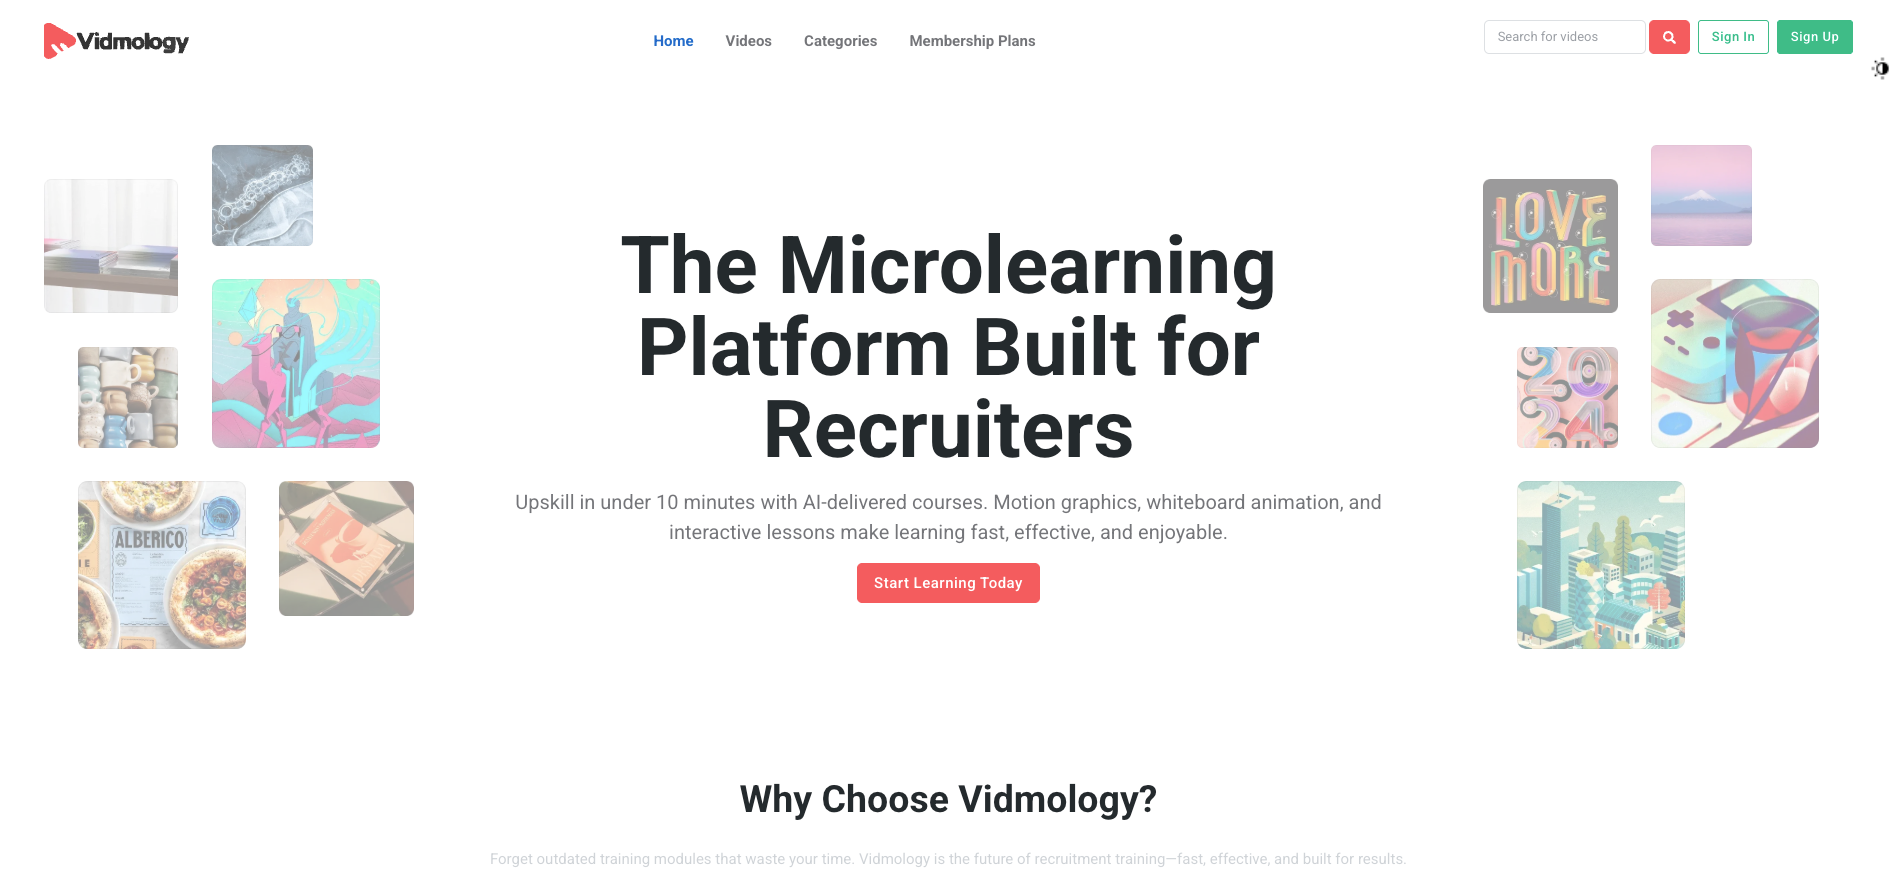 Vidmology
Home
Videos
Categories
Membership Plans
Search for videos
Sign In
Sign Up
LOVE
MORE
2024
ALBERICO
The Microlearning
Platform Built for
Recruiters
Upskill in under 10 minutes with AI-delivered courses. Motion graphics, whiteboard animation, and
interactive lessons make learning fast, effective, and enjoyable.
Start Learning Today
Why Choose Vidmology?
Forget outdated training modules that waste your time. Vidmology is the future of recruitment training—fast, effective, and built for results.